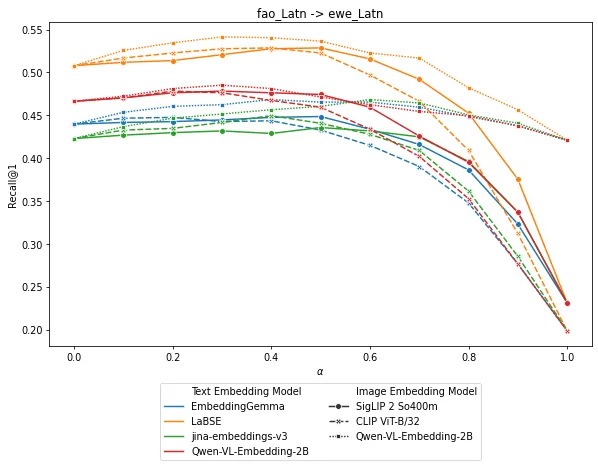 fao_Latn -> ewe_Latn
Recall@1
0.55
0.50
0.45
0.40
0.35
0.30
0.25
0.20
0.0 0.2 0.4 0.6 0.8 1.0
α
Text Embedding Model Image Embedding Model
EmbeddingGemma SigLIP 2 So400m
LaBSE CLIP ViT-B/32
jina-embeddings-v3 Qwen-VL-Embedding-2B
Qwen-VL-Embedding-2B